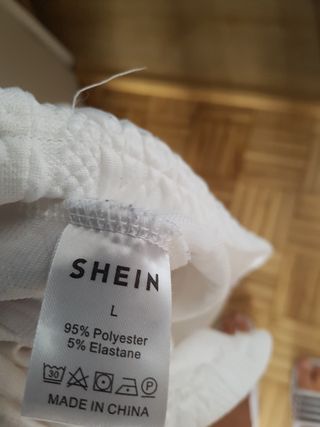 SHEIN
L
95% Polyester
5% Elastane
30
P
MADE IN CHINA